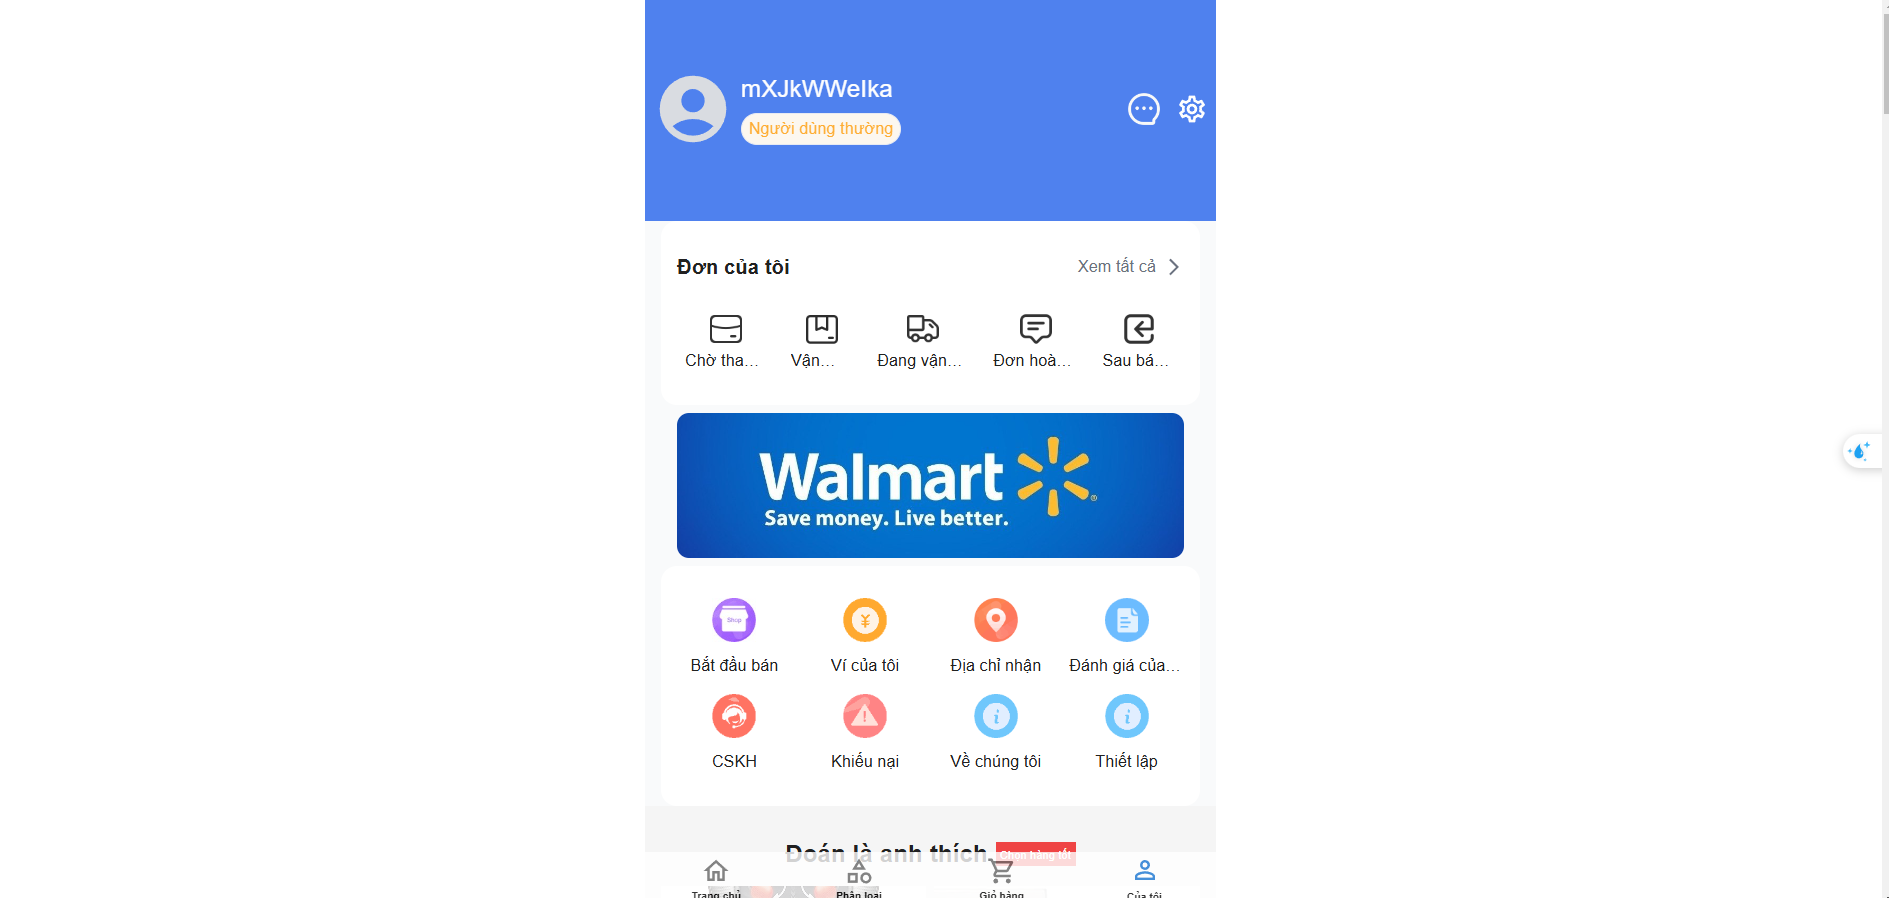 mXJkWWelka
Người dùng thường
Đơn của tôi
Xem tất cả
Chờ tha...
Vận...
Đang vận...
Đơn hoà...
Sau bá...
Walmart
Save money. Live better.
Shop
Bắt đầu bán
Ví của tôi
Địa chỉ nhận
Đánh giá của...
CSKH
Khiếu nại
Về chúng tôi
Thiết lập
Đoán là anh thích
Chọn hàng tốt
Trang chủ
Phân loại
Giỏ hàng
Của tôi